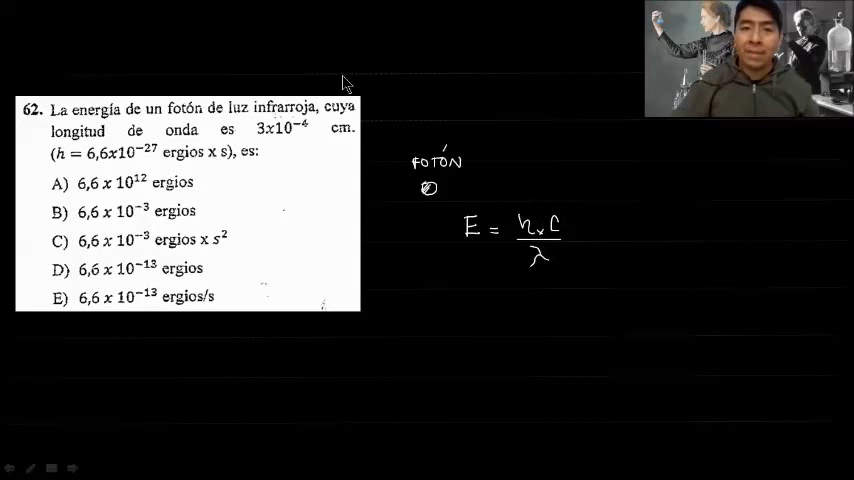 62. La energía de un fotón de luz infrarroja, cuya
longitud de onda es 3x10⁻⁴ cm.
(h = 6,6x10⁻²⁷ ergios x s), es:
A) 6,6 x 10¹² ergios
B) 6,6 x 10⁻³ ergios
C) 6,6 x 10⁻³ ergios x s²
D) 6,6 x 10⁻¹³ ergios
E) 6,6 x 10⁻¹³ ergios/s
FOTÓN
E = h x C
λ